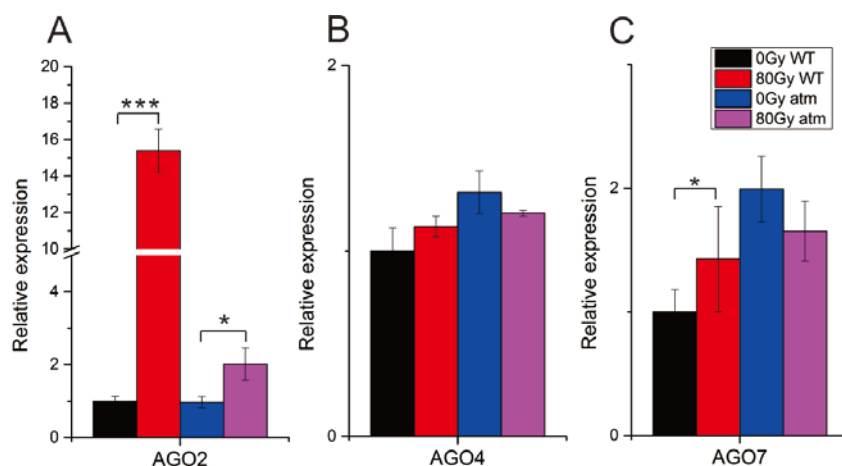 A
Relative expression
20
18
16
14
12
10
4
2
0
***
*
AGO2
B
Relative expression
2
0
AGO4
C
Relative expression
2
0
*
0Gy WT
80Gy WT
0Gy atm
80Gy atm
AGO7